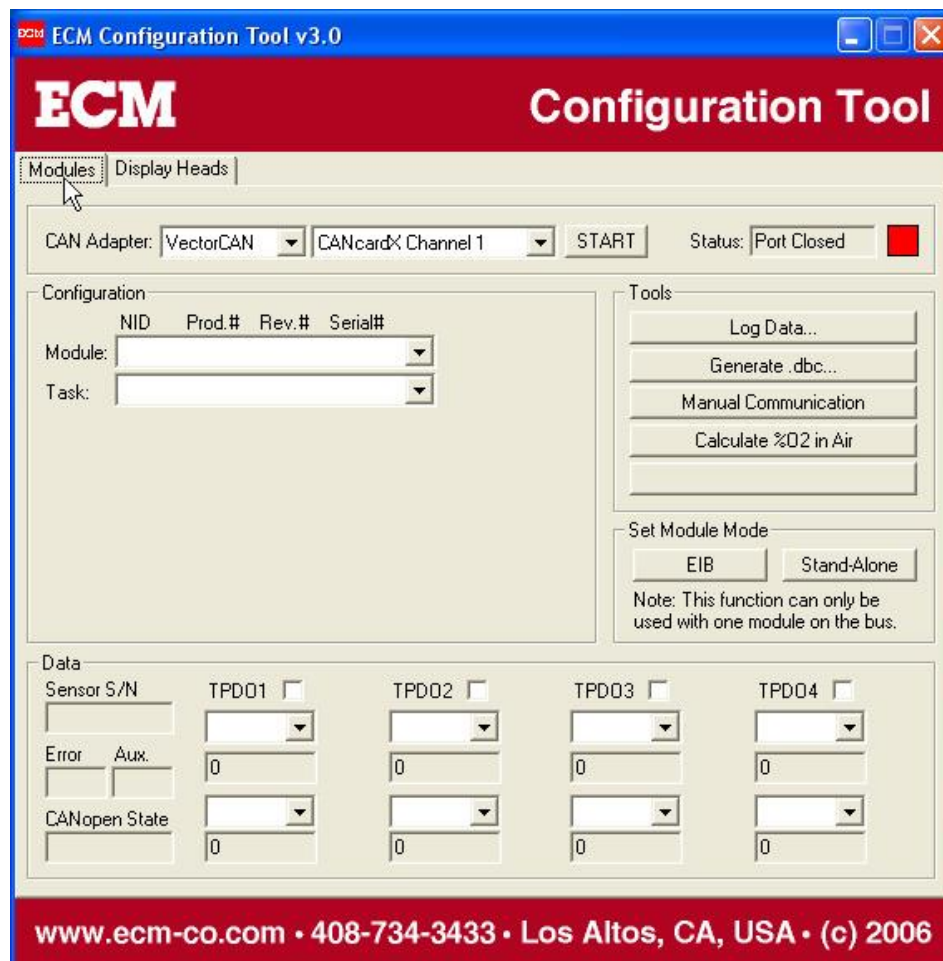 ECM ECM Configuration Tool v3.0
ECM Configuration Tool
Modules Display Heads
CAN Adapter: VectorCAN CANcardX Channel 1 START Status: Port Closed
Configuration
NID Prod.# Rev.# Serial#
Module:
Task:
Tools
Log Data...
Generate .dbc...
Manual Communication
Calculate %O2 in Air
Set Module Mode
EIB Stand-Alone
Note: This function can only be
used with one module on the bus.
Data
Sensor S/N TPDO1 TPDO2 TPDO3 TPDO4
Error Aux. 0 0 0 0
CANopen State
0 0 0 0
www.ecm-co.com • 408-734-3433 • Los Altos, CA, USA • (c) 2006